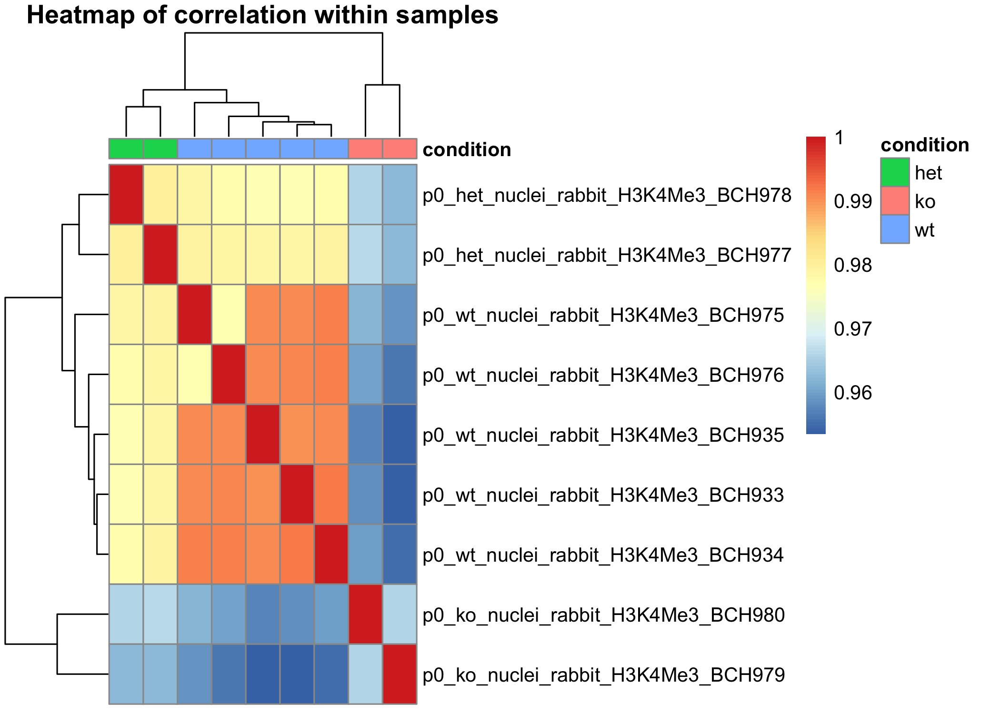 Heatmap of correlation within samples
condition
p0_het_nuclei_rabbit_H3K4Me3_BCH978
p0_het_nuclei_rabbit_H3K4Me3_BCH977
p0_wt_nuclei_rabbit_H3K4Me3_BCH975
p0_wt_nuclei_rabbit_H3K4Me3_BCH976
p0_wt_nuclei_rabbit_H3K4Me3_BCH935
p0_wt_nuclei_rabbit_H3K4Me3_BCH933
p0_wt_nuclei_rabbit_H3K4Me3_BCH934
p0_ko_nuclei_rabbit_H3K4Me3_BCH980
p0_ko_nuclei_rabbit_H3K4Me3_BCH979
1
0.99
0.98
0.97
0.96
condition
het
ko
wt